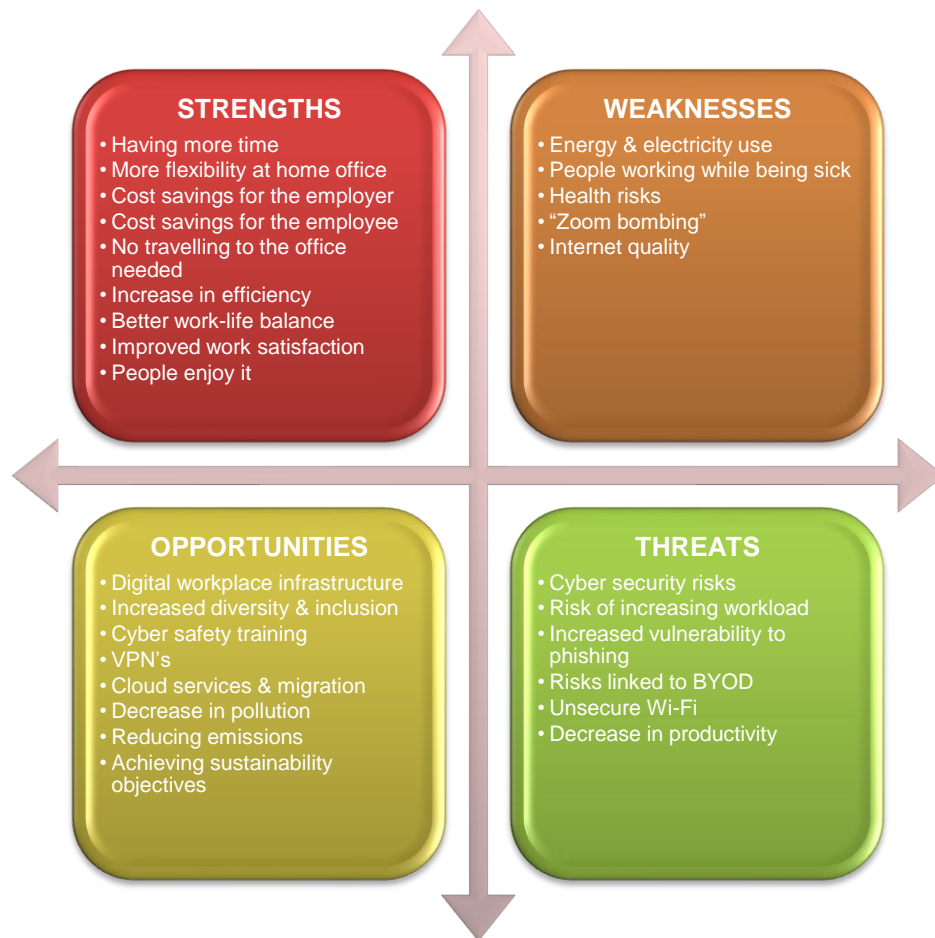 STRENGTHS
• Having more time
• More flexibility at home office
• Cost savings for the employer
• Cost savings for the employee
• No travelling to the office
needed
• Increase in efficiency
• Better work-life balance
• Improved work satisfaction
• People enjoy it
WEAKNESSES
• Energy & electricity use
• People working while being sick
• Health risks
• “Zoom bombing”
• Internet quality
OPPORTUNITIES
• Digital workplace infrastructure
• Increased diversity & inclusion
• Cyber safety training
• VPN’s
• Cloud services & migration
• Decrease in pollution
• Reducing emissions
• Achieving sustainability
objectives
THREATS
• Cyber security risks
• Risk of increasing workload
• Increased vulnerability to
phishing
• Risks linked to BYOD
• Unsecure Wi-Fi
• Decrease in productivity